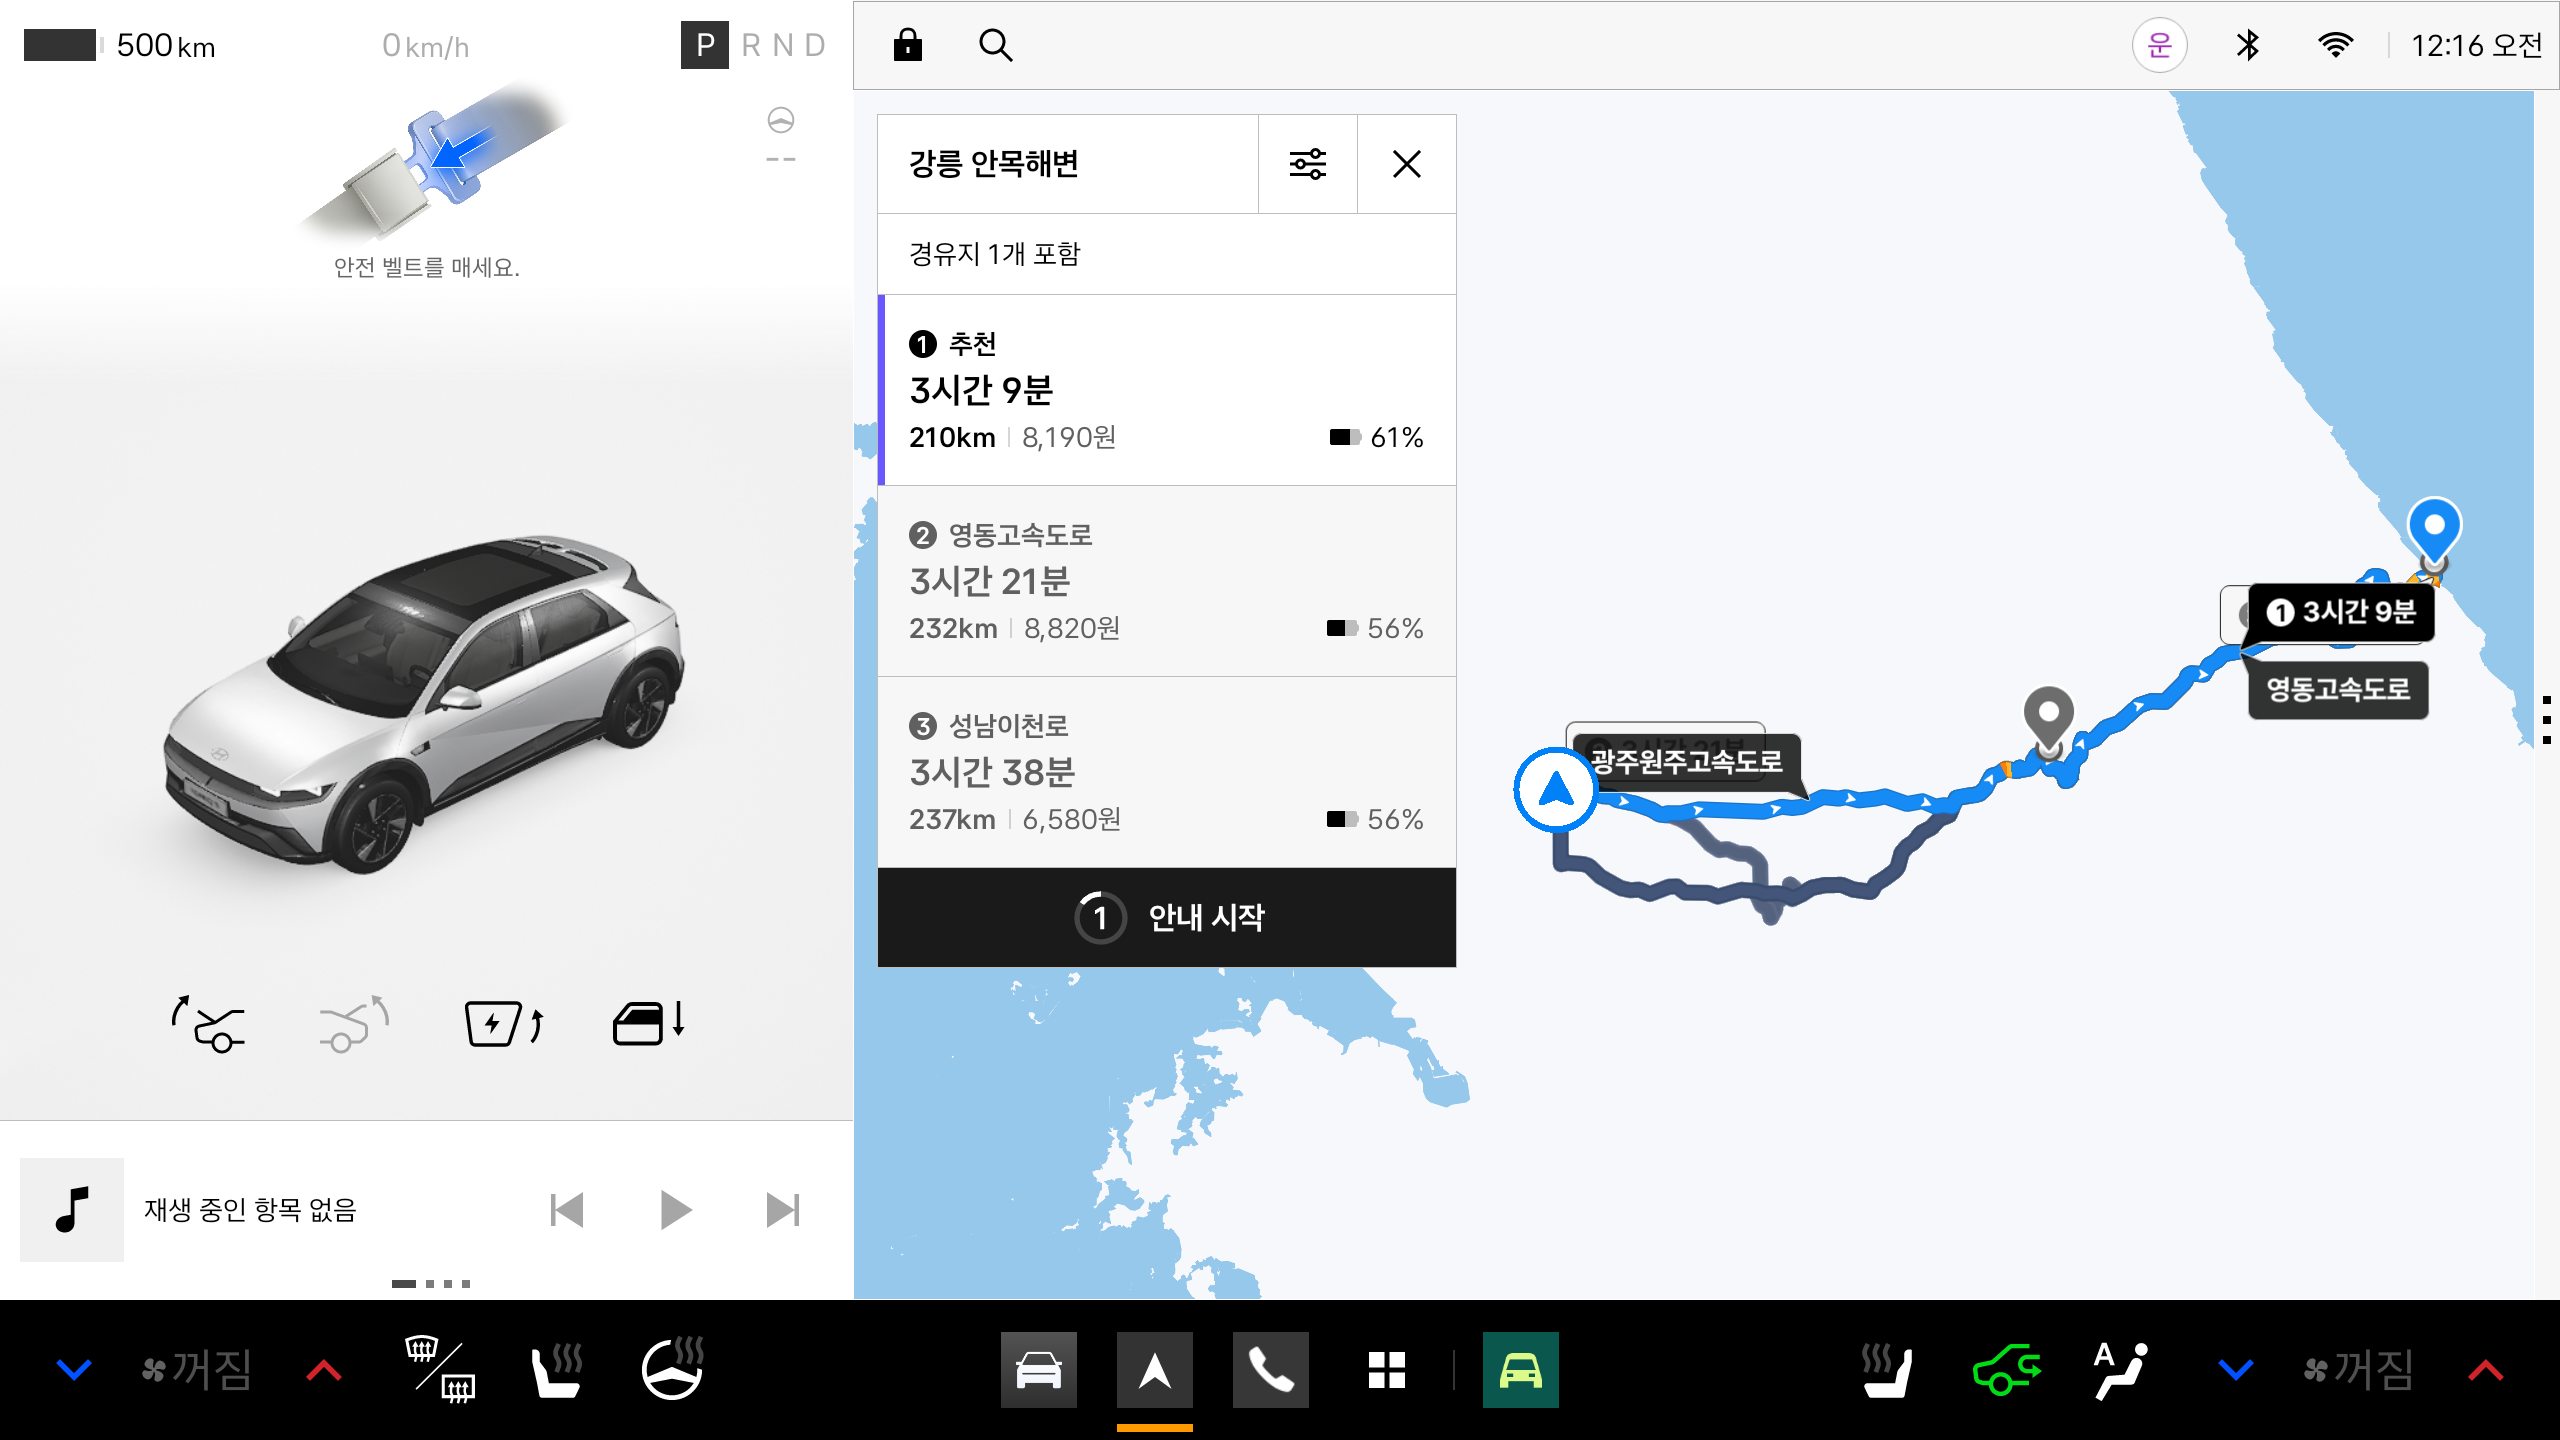 500 km
0 km/h
P R N D
안전 벨트를 매세요.
재생 중인 항목 없음
운
12:16 오전
강릉 안목해변
경유지 1개 포함
1 추천
3시간 9분
210km 8,190원 61%
2 영동고속도로
3시간 21분
232km 8,820원 56%
3 성남이천로
3시간 38분
237km 6,580원 56%
1 안내 시작
1 3시간 9분
영동고속도로
광주원주고속도로
꺼짐
A
꺼짐